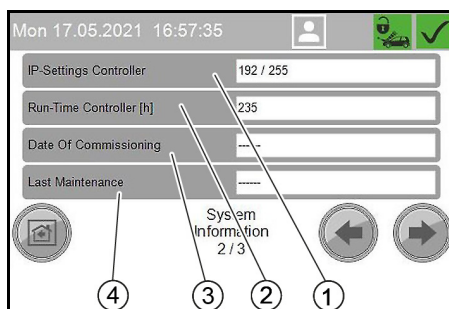 Mon 17.05.2021 16:57:35
IP-Settings Controller 192 / 255
Run-Time Controller [h] 235
Date Of Commissioning ------
Last Maintenance ------
System
Information
2 / 3
4 3 2 1